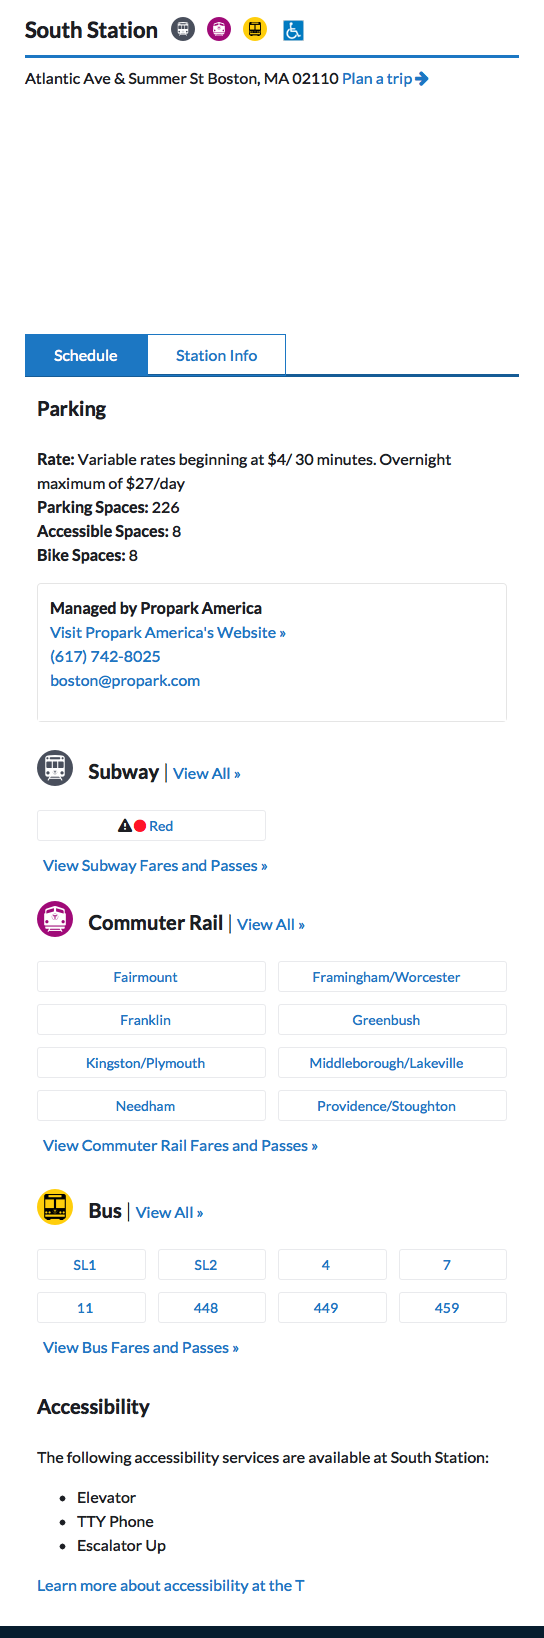 South Station
Atlantic Ave & Summer St Boston, MA 02110 Plan a trip
Schedule
Station Info
Parking
Rate: Variable rates beginning at $4/ 30 minutes. Overnight
maximum of $27/day
Parking Spaces: 226
Accessible Spaces: 8
Bike Spaces: 8
Managed by Propark America
Visit Propark America's Website »
(617) 742-8025
boston@propark.com
Subway | View All »
Red
View Subway Fares and Passes »
Commuter Rail | View All »
Fairmount
Framingham/Worcester
Franklin
Greenbush
Kingston/Plymouth
Middleborough/Lakeville
Needham
Providence/Stoughton
View Commuter Rail Fares and Passes »
Bus | View All »
SL1
SL2
4
7
11
448
449
459
View Bus Fares and Passes »
Accessibility
The following accessibility services are available at South Station:
• Elevator
• TTY Phone
• Escalator Up
Learn more about accessibility at the T